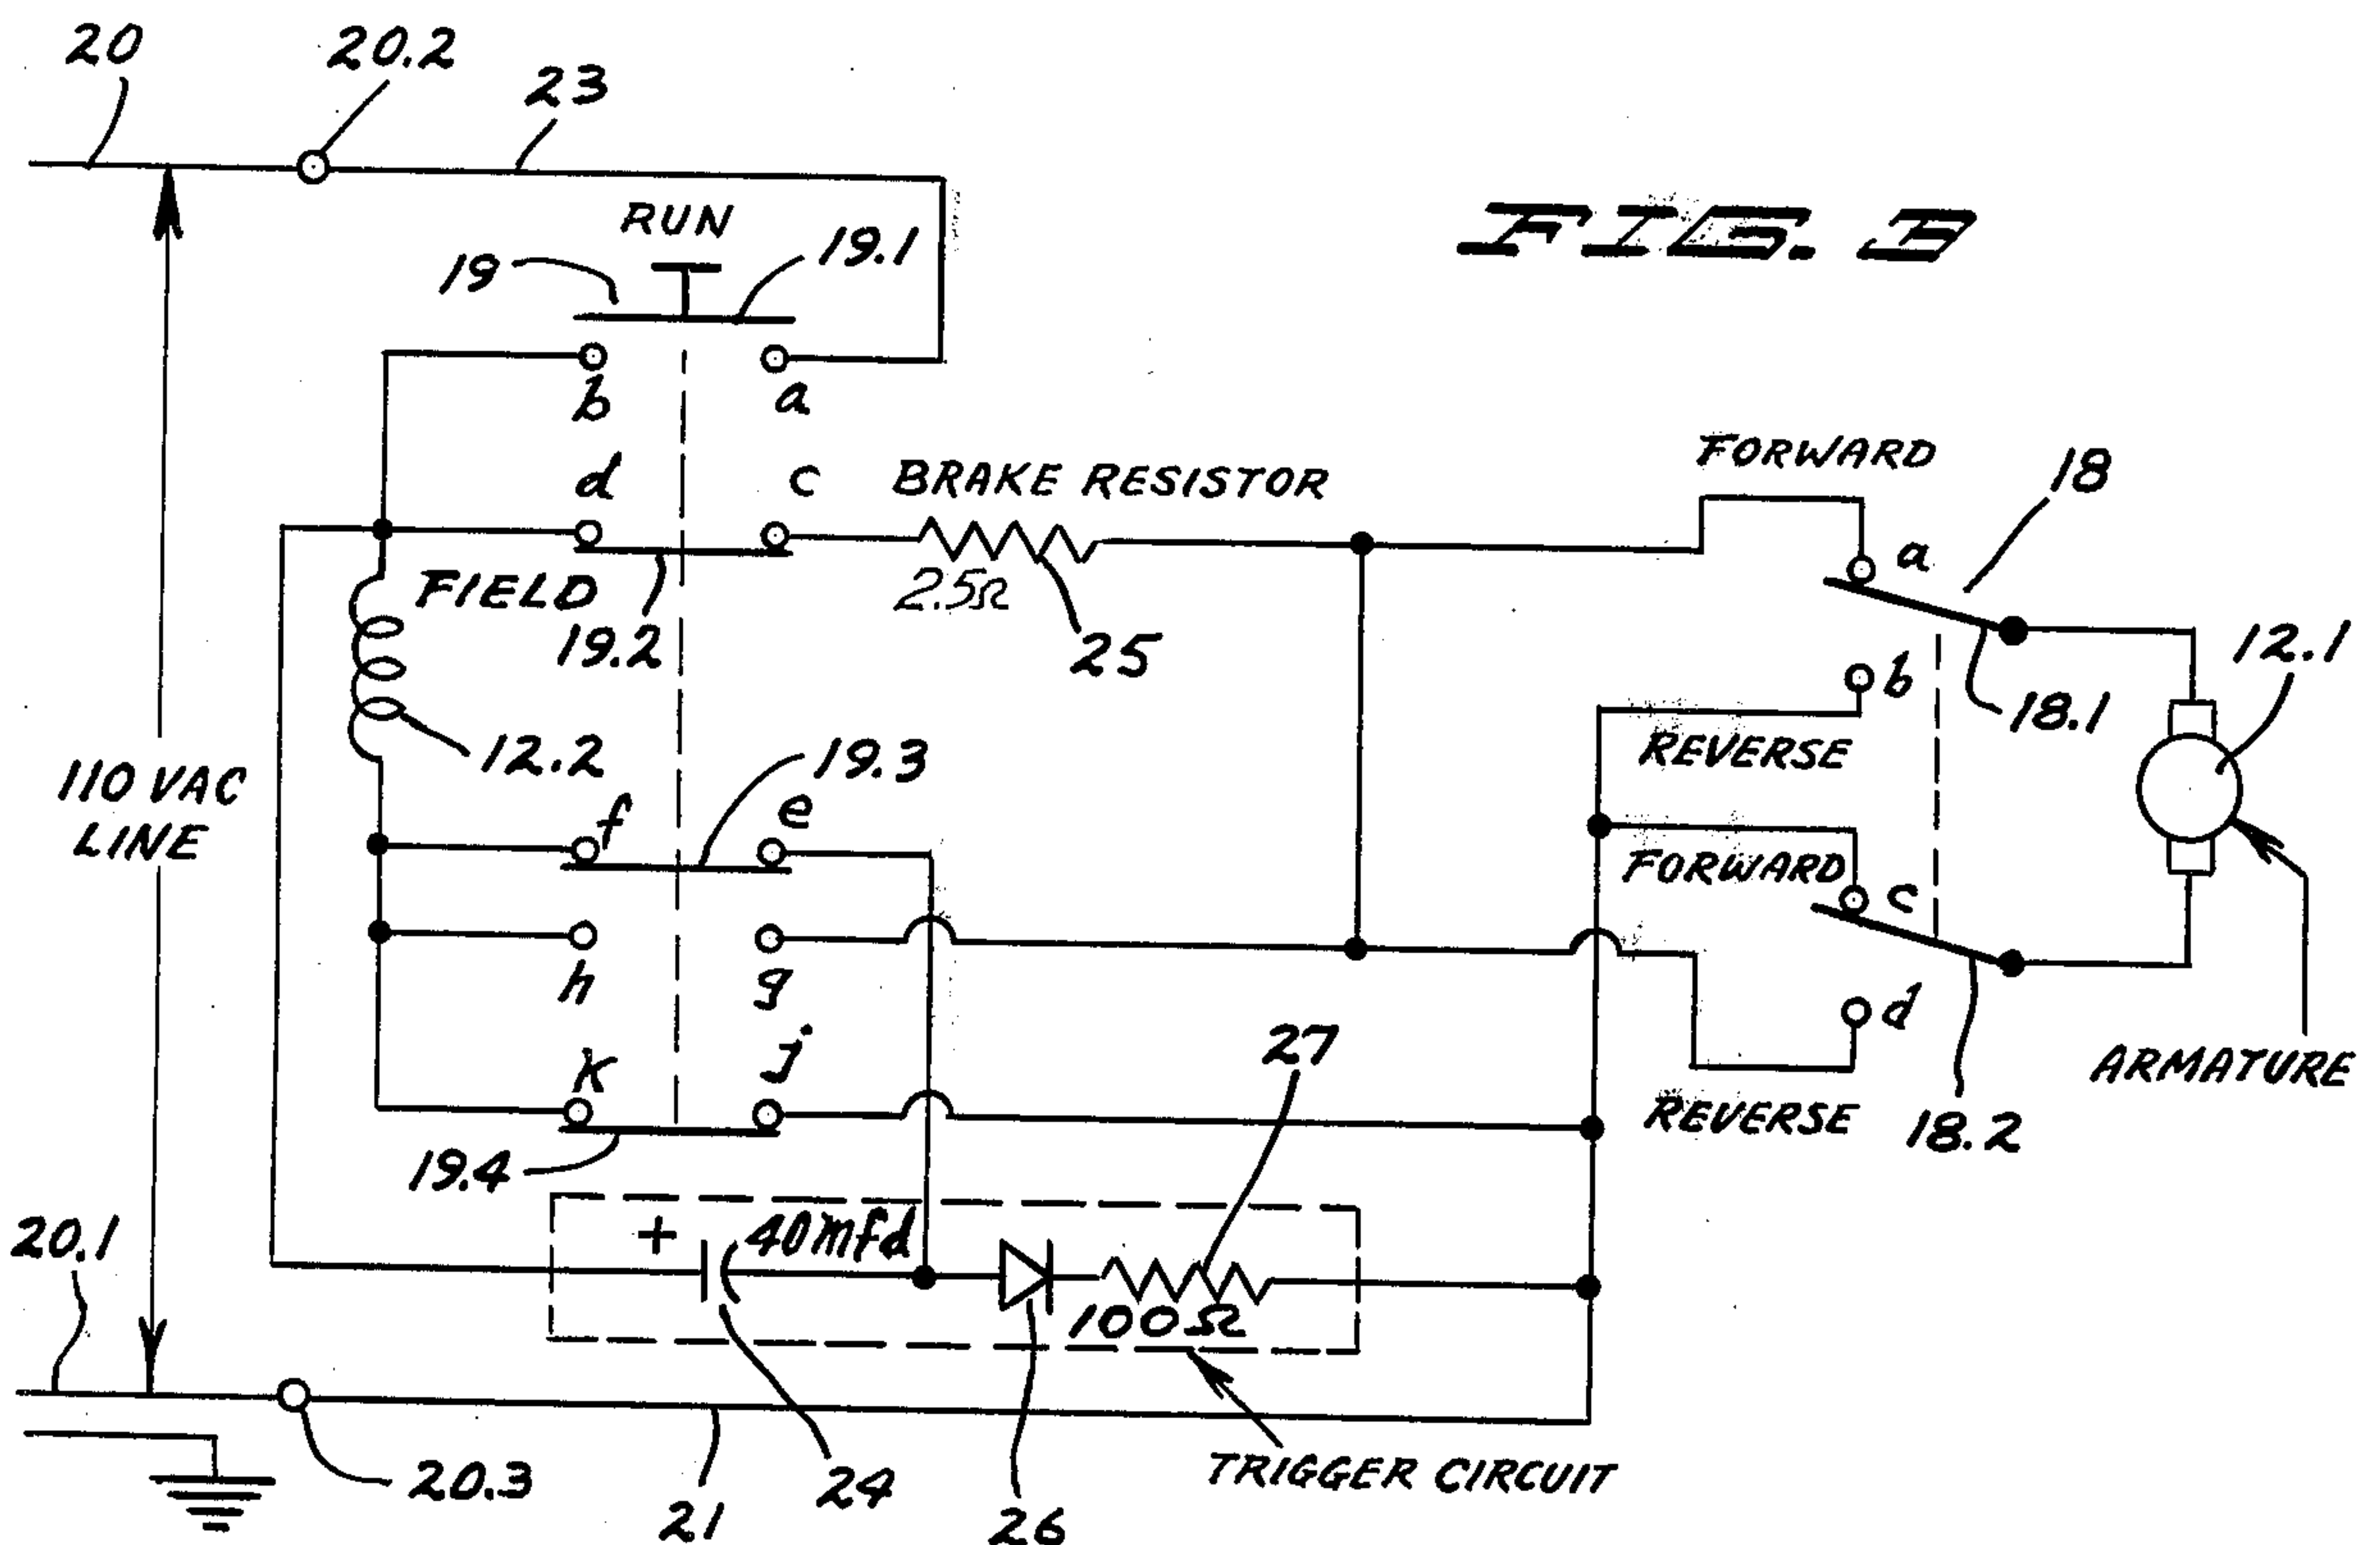 20
20.2
23
FIG. 3
RUN
19
19.1
b
a
d
c
BRAKE RESISTOR
FORWARD
18
a
FIELD
2.5Ω
19.2
25
12.1
b
18.1
12.2
19.3
REVERSE
110 VAC
LINE
f
e
FORWARD
c
h
g
d
27
k
j
ARMATURE
REVERSE
18.2
19.4
20.1
+
40mfd
100Ω
20.3
21
24
26
TRIGGER CIRCUIT